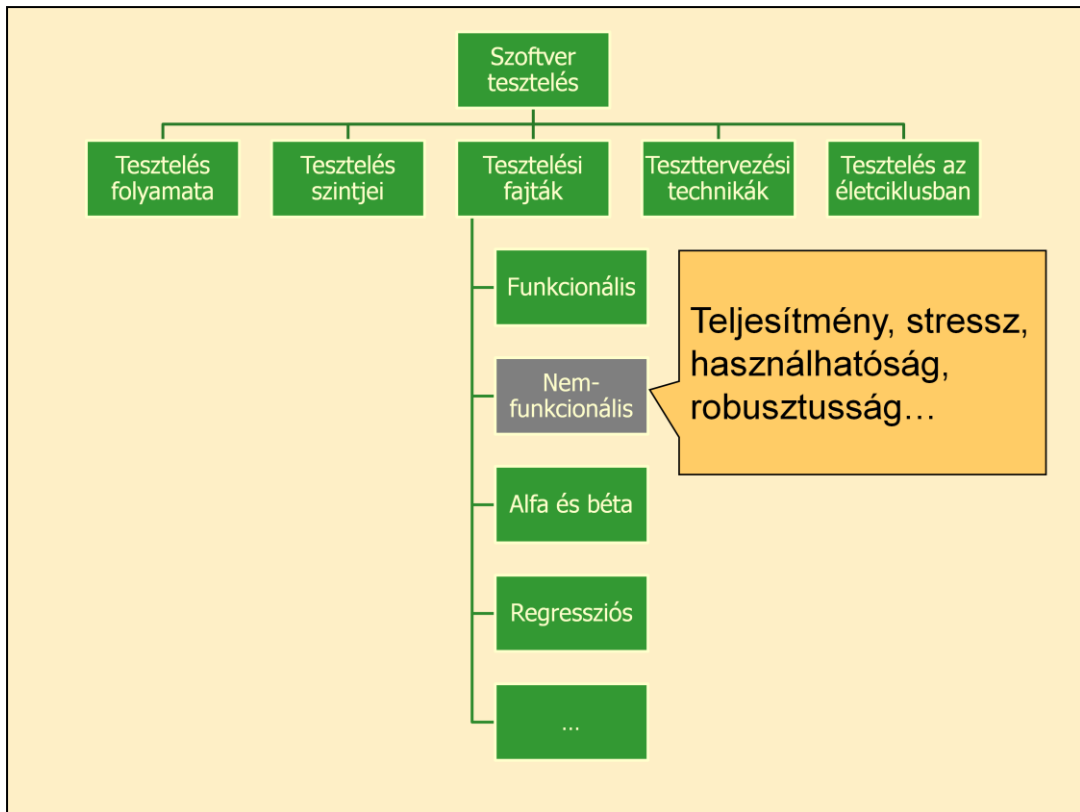 Szoftver
tesztelés
Tesztelés
folyamata
Tesztelés
szintjei
Tesztelési
fajták
Teszttervezési
technikák
Tesztelés az
életciklusban
Funkcionális
Nem-
funkcionális
Teljesítmény, stressz,
használhatóság,
robusztusság…
Alfa és béta
Regressziós
…